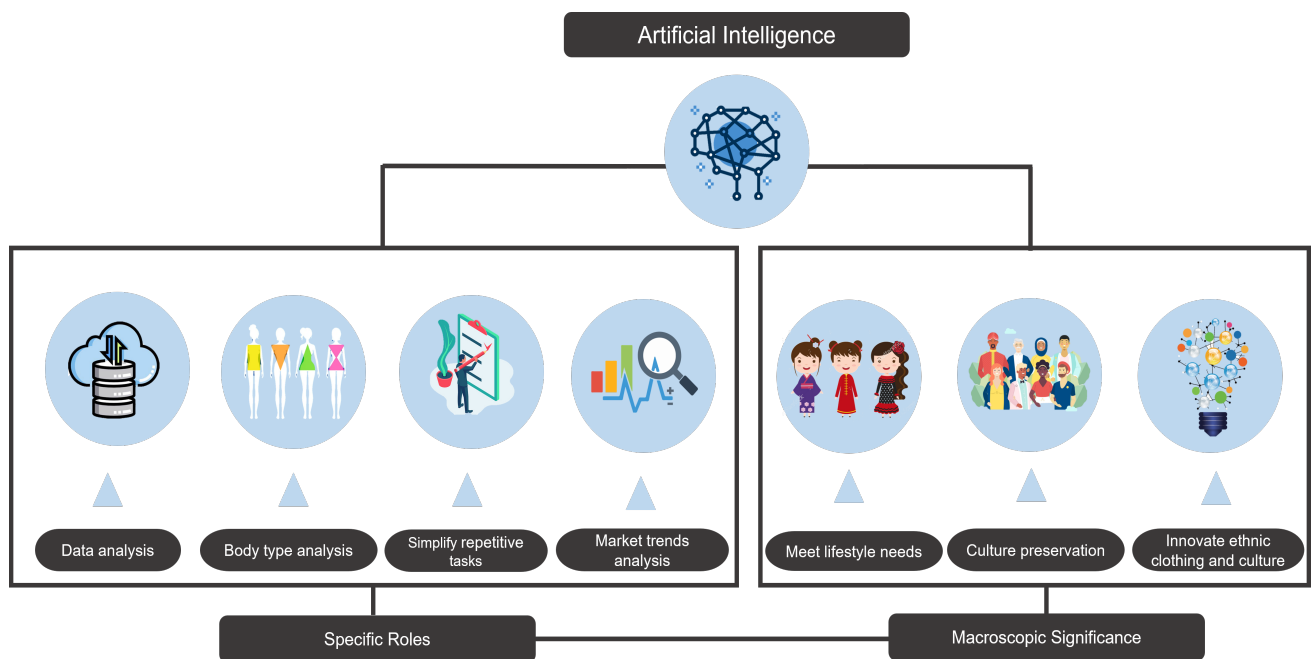 Artificial Intelligence
Data analysis
Body type analysis
Simplify repetitive
tasks
Market trends
analysis
Meet lifestyle needs
Culture preservation
Innovate ethnic
clothing and culture
Specific Roles
Macroscopic Significance